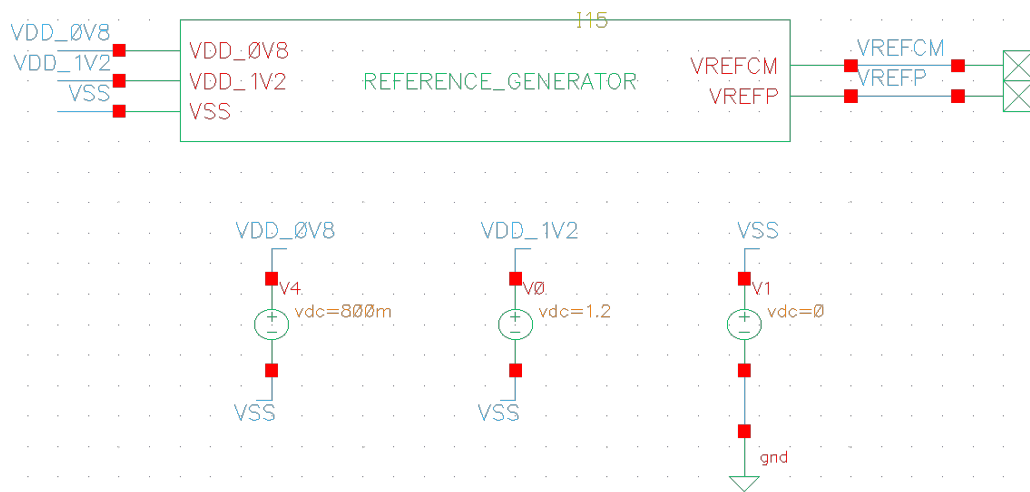 I15
VDD_0V8
VDD_0V8
VDD_1V2
VDD_1V2
VSS
VSS
REFERENCE_GENERATOR
VREFCM
VREFCM
VREFP
VREFP
VDD_0V8
VDD_1V2
VSS
V4
vdc=800m
V0
vdc=1.2
V1
vdc=0
VSS
VSS
gnd